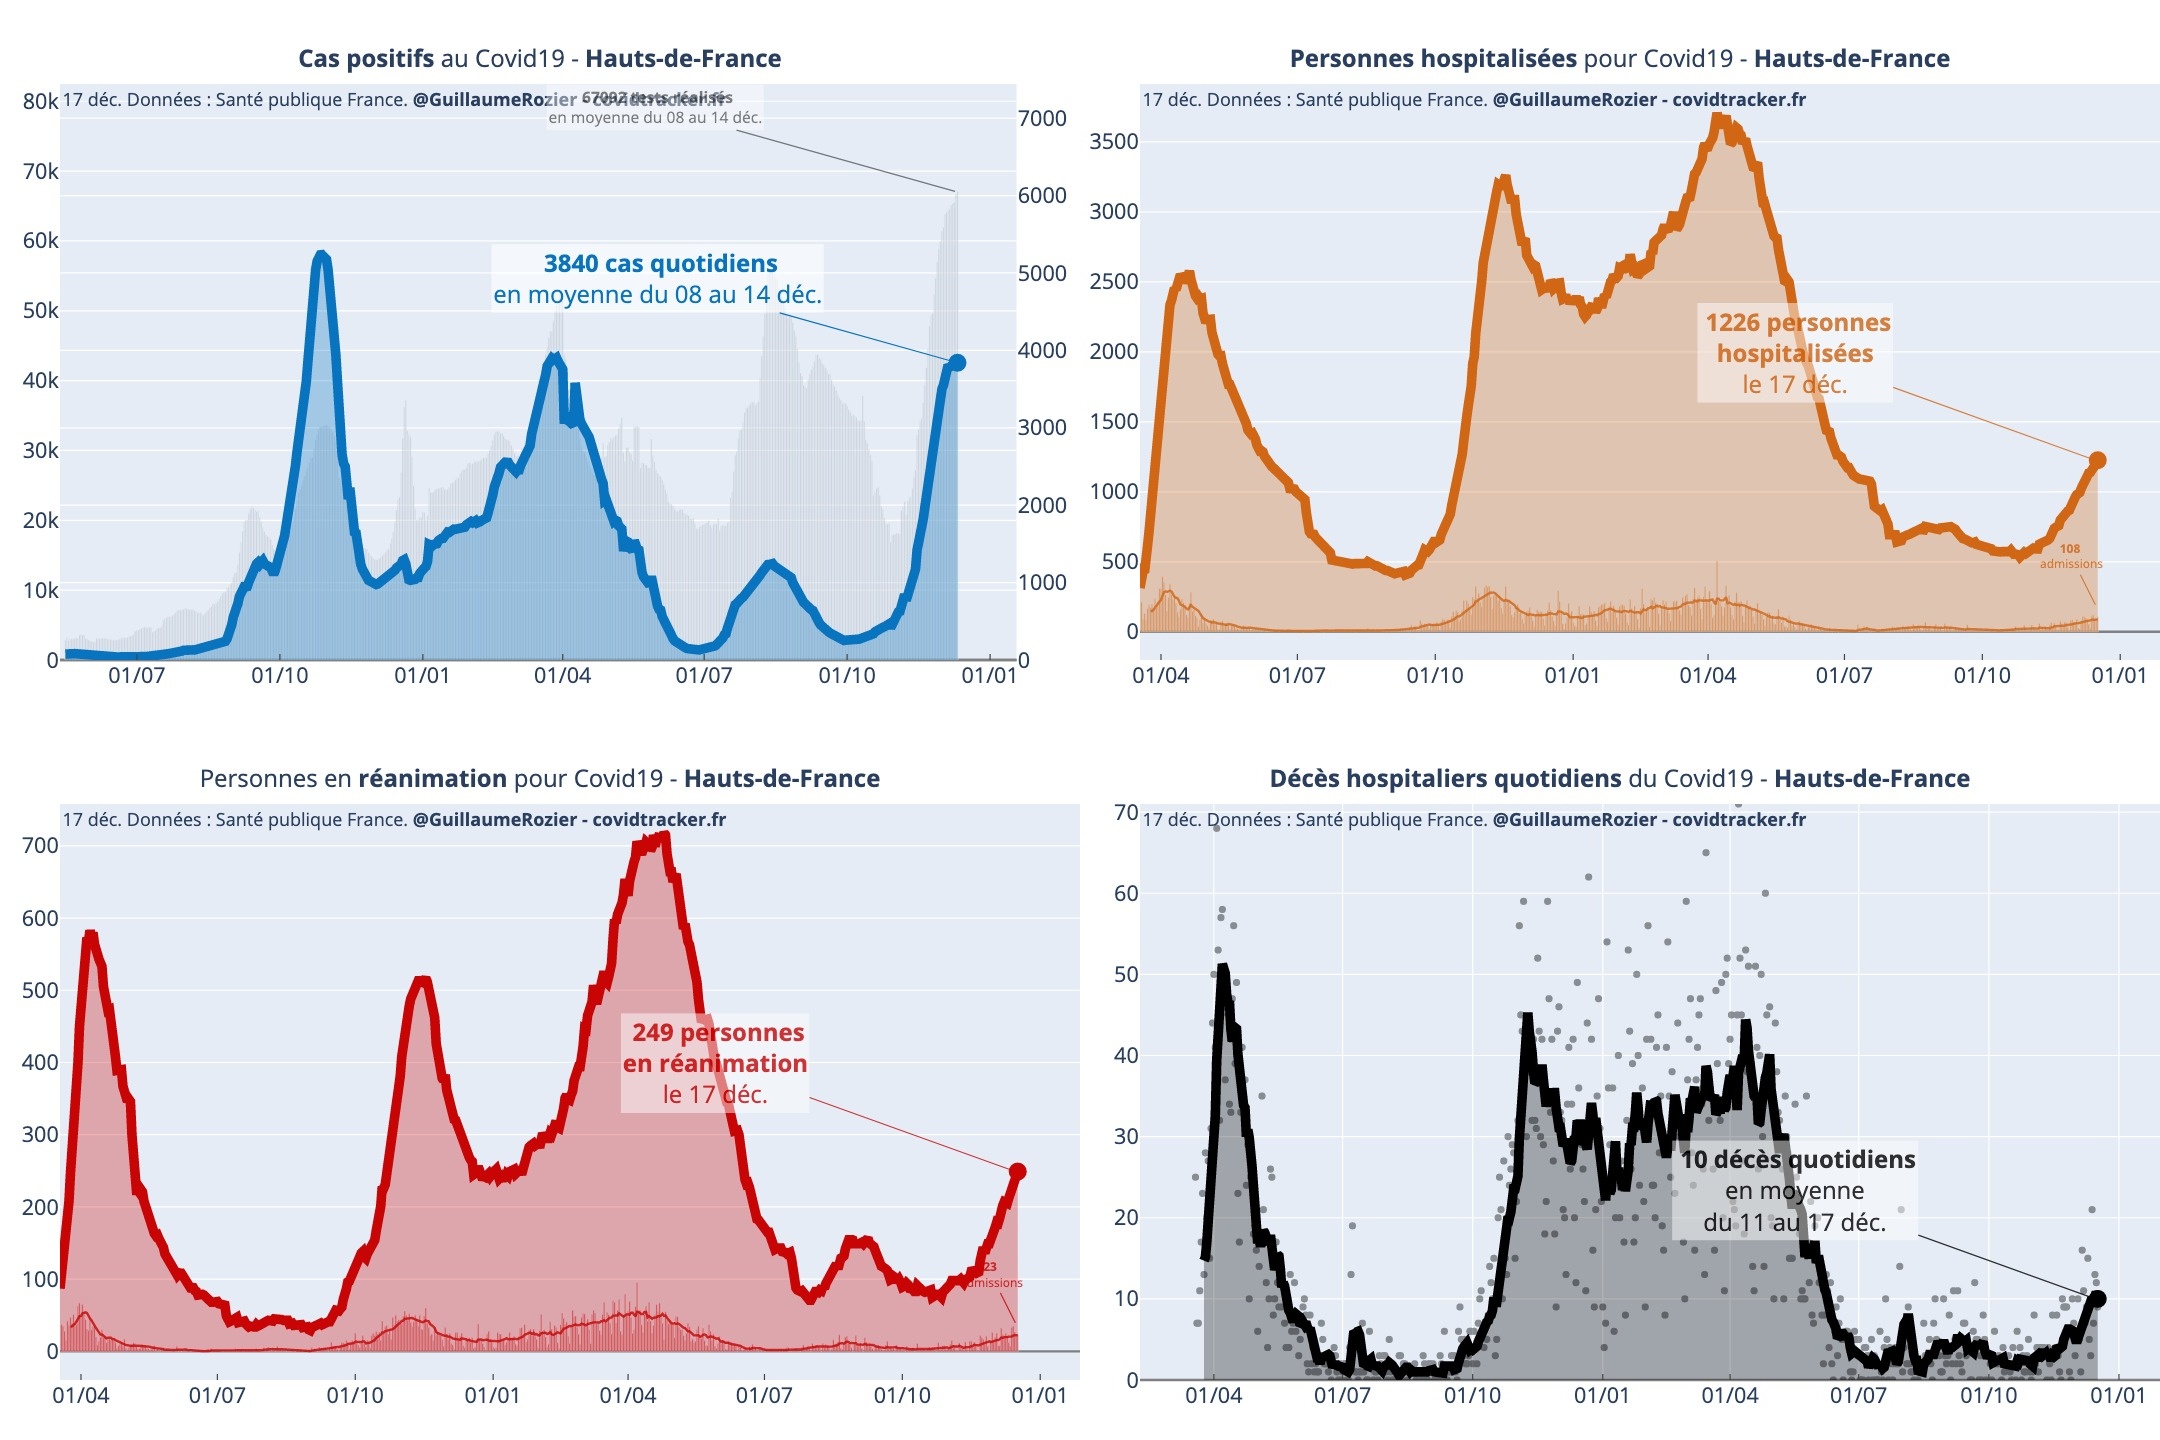 Cas positifs au Covid19 - Hauts-de-France
17 déc. Données : Santé publique France. @GuillaumeRozier - covidtracker.fr
67092 tests réalisés
en moyenne du 08 au 14 déc.
3840 cas quotidiens
en moyenne du 08 au 14 déc.
80k
70k
60k
50k
40k
30k
20k
10k
0
7000
6000
5000
4000
3000
2000
1000
0
01/07 01/10 01/01 01/04 01/07 01/10 01/01
Personnes hospitalisées pour Covid19 - Hauts-de-France
17 déc. Données : Santé publique France. @GuillaumeRozier - covidtracker.fr
3500
3000
2500
2000
1500
1000
500
0
1226 personnes
hospitalisées
le 17 déc.
108
admissions
01/04 01/07 01/10 01/01 01/04 01/07 01/10 01/01
Personnes en réanimation pour Covid19 - Hauts-de-France
17 déc. Données : Santé publique France. @GuillaumeRozier - covidtracker.fr
700
600
500
400
300
200
100
0
249 personnes
en réanimation
le 17 déc.
23
admissions
01/04 01/07 01/10 01/01 01/04 01/07 01/10 01/01
Décès hospitaliers quotidiens du Covid19 - Hauts-de-France
17 déc. Données : Santé publique France. @GuillaumeRozier - covidtracker.fr
70
60
50
40
30
20
10
0
10 décès quotidiens
en moyenne
du 11 au 17 déc.
01/04 01/07 01/10 01/01 01/04 01/07 01/10 01/01